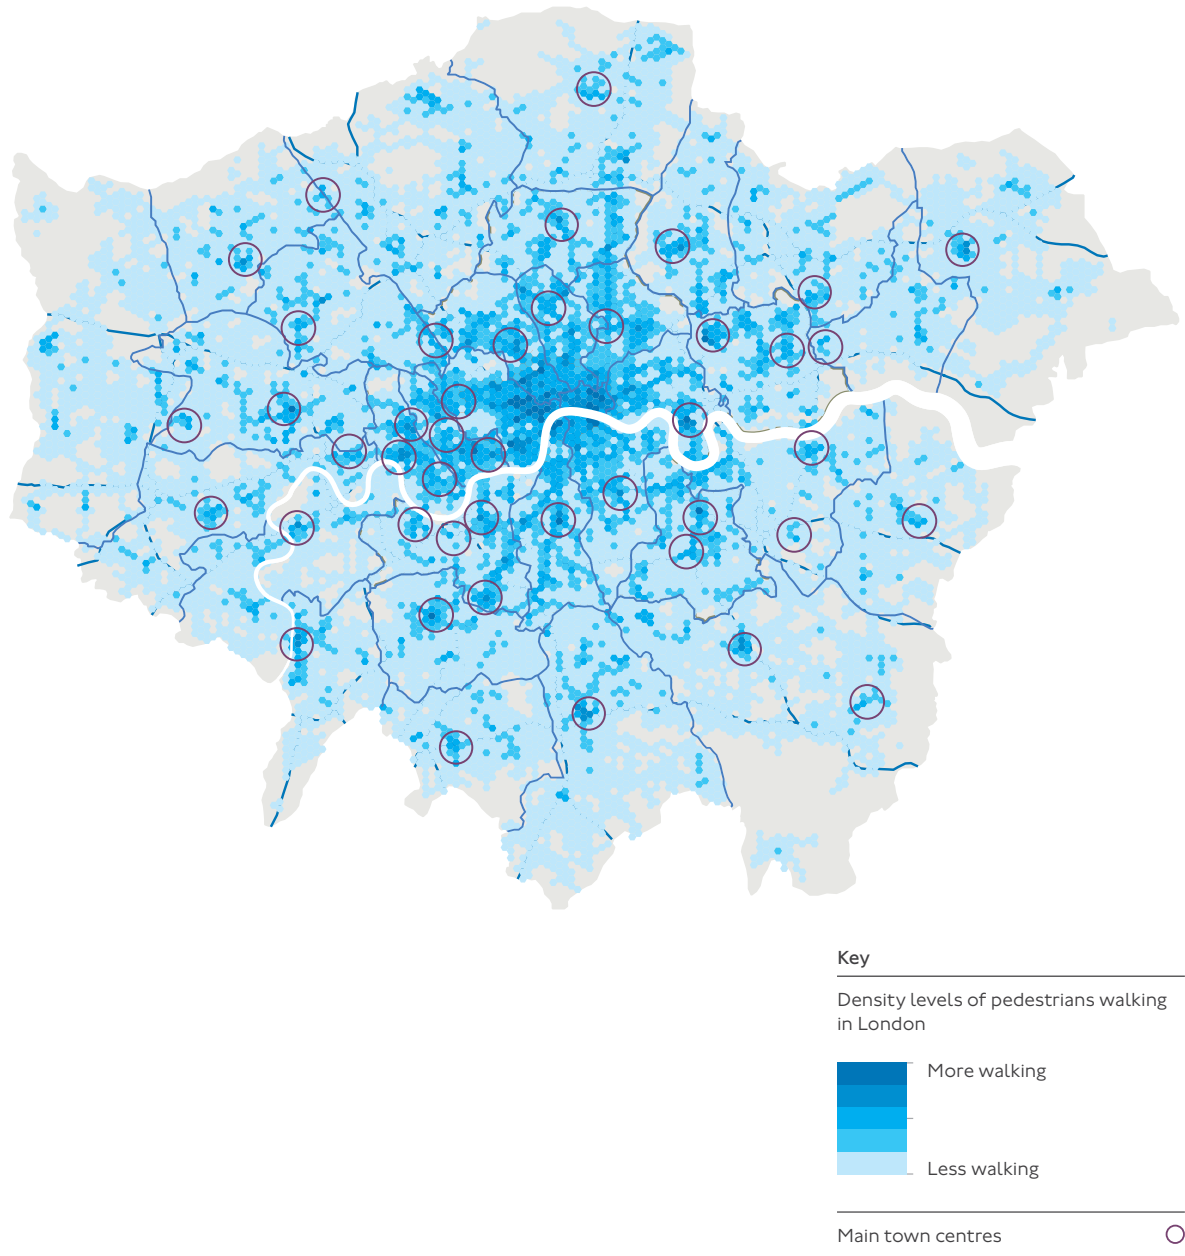 Key
Density levels of pedestrians walking
in London
More walking
Less walking
Main town centres